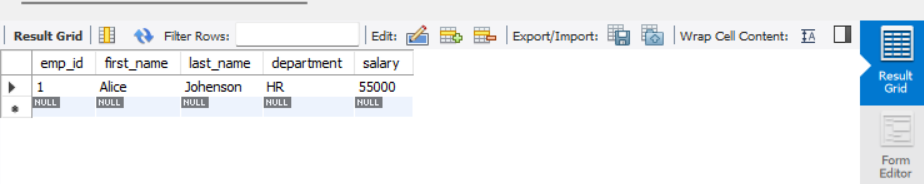 Result Grid Filter Rows: Edit: Export/Import: Wrap Cell Content: IA
emp_id first_name last_name department salary
1 Alice Johenson HR 55000
NULL NULL NULL NULL NULL
Result
Grid
Form
Editor